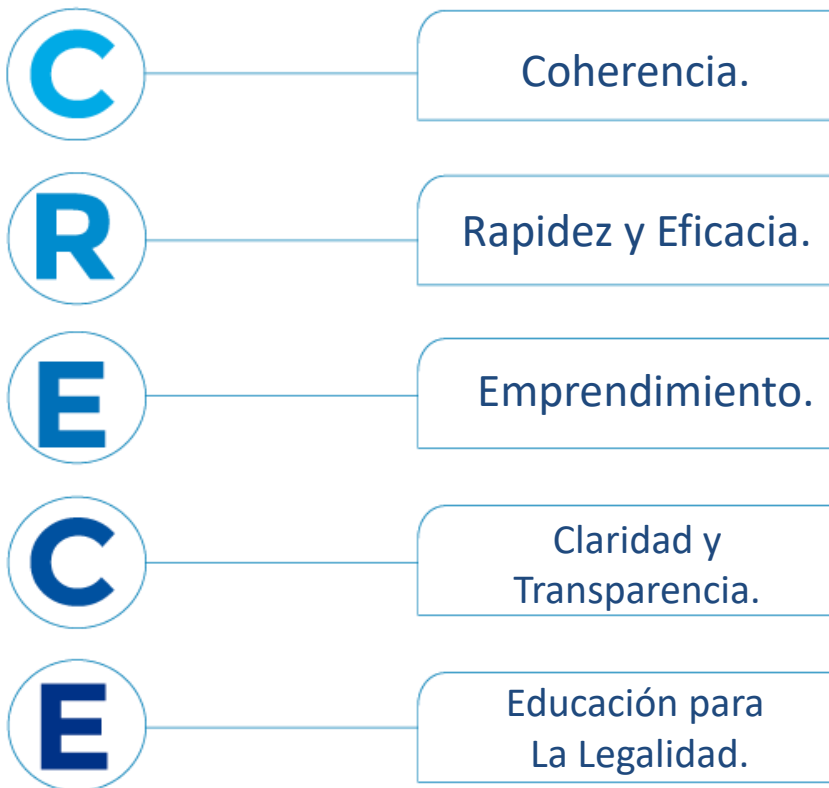 C
Coherencia.
R
Rapidez y Eficacia.
E
Emprendimiento.
C
Claridad y
Transparencia.
E
Educación para
La Legalidad.